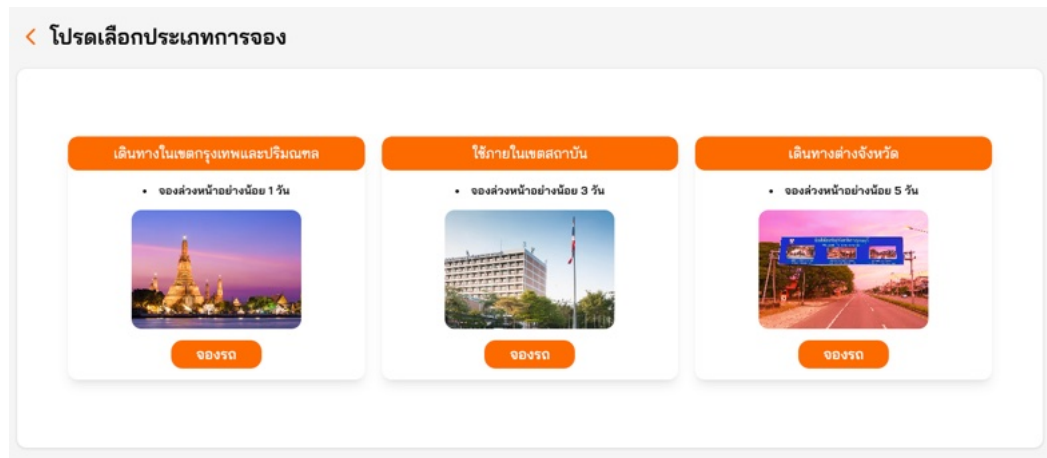 โปรดเลือกประเภทการจอง
เดินทางในเขตกรุงเทพและปริมณฑล
จองล่วงหน้าอย่างน้อย 1 วัน
จองรถ
ใช้ภายในเขตสถาบัน
จองล่วงหน้าอย่างน้อย 3 วัน
จองรถ
เดินทางต่างจังหวัด
จองล่วงหน้าอย่างน้อย 5 วัน
จองรถ